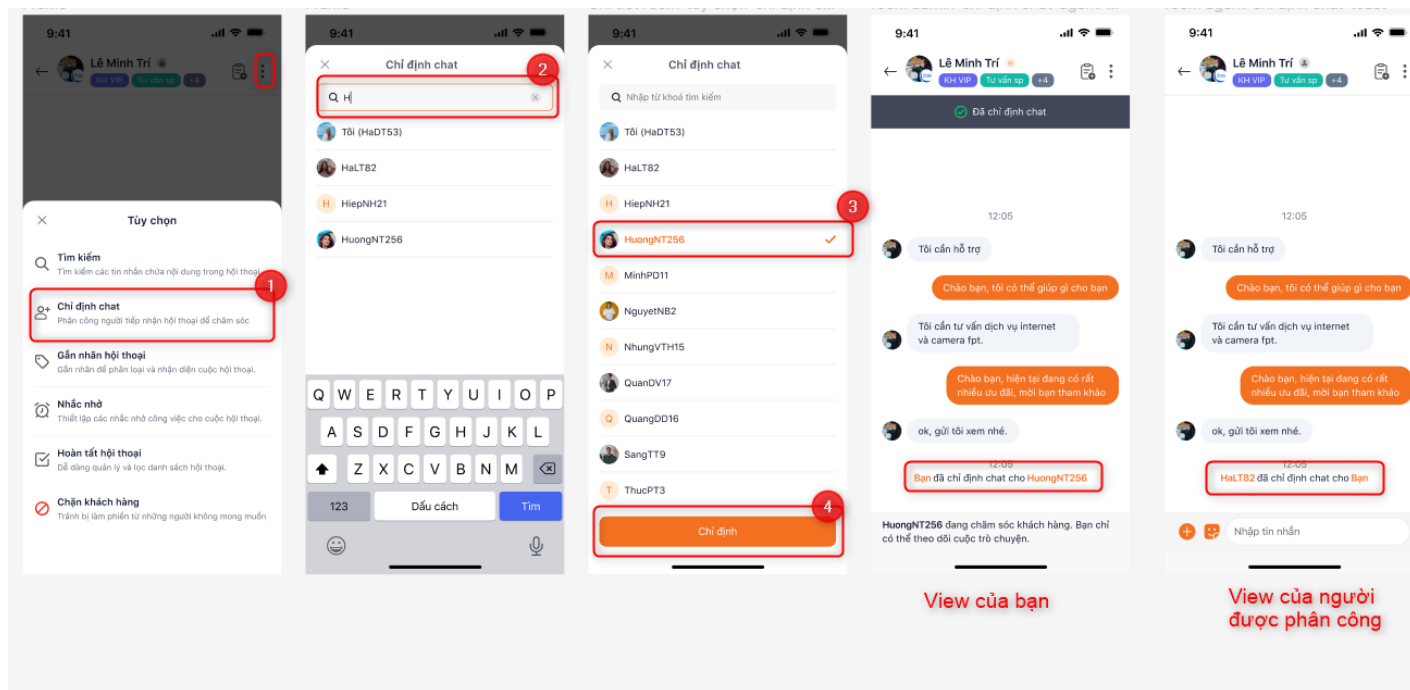 9:41
Lê Minh Trí
KH VIP
Tư vấn sp
+4
Tùy chọn
Tìm kiếm
Tìm kiếm các tin nhắn chứa nội dung trong hội thoại
1
Chỉ định chat
Phân công người tiếp nhận hội thoại để chăm sóc
Gắn nhãn hội thoại
Gắn nhãn để phân loại và nhận diện cuộc hội thoại.
Nhắc nhở
Thiết lập các nhắc nhở công việc cho cuộc hội thoại.
Hoàn tất hội thoại
Dễ dàng quản lý và lọc danh sách hội thoại.
Chặn khách hàng
Tránh bị làm phiền từ những người không mong muốn
9:41
Chỉ định chat
2
H
Tôi (HaDT53)
HaLT82
H HiepNH21
HuongNT256
Q W E R T Y U I O P
A S D F G H J K L
Z X C V B N M
123 Dấu cách Tìm
9:41
Chỉ định chat
Nhập từ khoá tìm kiếm
Tôi (HaDT53)
HaLT82
H HiepNH21
3
HuongNT256
M MinhPD11
NguyetNB2
N NhungVTH15
QuanDV17
Q QuangDD16
SangTT9
T ThucPT3
4
Chỉ định
9:41
Lê Minh Trí H
KH VIP Tư vấn sp +4
Đã chỉ định chat
12:05
Tôi cần hỗ trợ
Chào bạn, tôi có thể giúp gì cho bạn
Tôi cần tư vấn dịch vụ internet
và camera fpt.
Chào bạn, hiện tại đang có rất
nhiều ưu đãi, mời bạn tham khảo
ok, gửi tôi xem nhé.
12:05
Bạn đã chỉ định chat cho HuongNT256
HuongNT256 đang chăm sóc khách hàng. Bạn chỉ
có thể theo dõi cuộc trò chuyện.
View của bạn
9:41
Lê Minh Trí
KH VIP Tư vấn sp +4
12:05
Tôi cần hỗ trợ
Chào bạn, tôi có thể giúp gì cho bạn
Tôi cần tư vấn dịch vụ internet
và camera fpt.
Chào bạn, hiện tại đang có rất
nhiều ưu đãi, mời bạn tham khảo
ok, gửi tôi xem nhé.
12:05
HaLT82 đã chỉ định chat cho Bạn
Nhập tin nhắn
View của người
được phân công